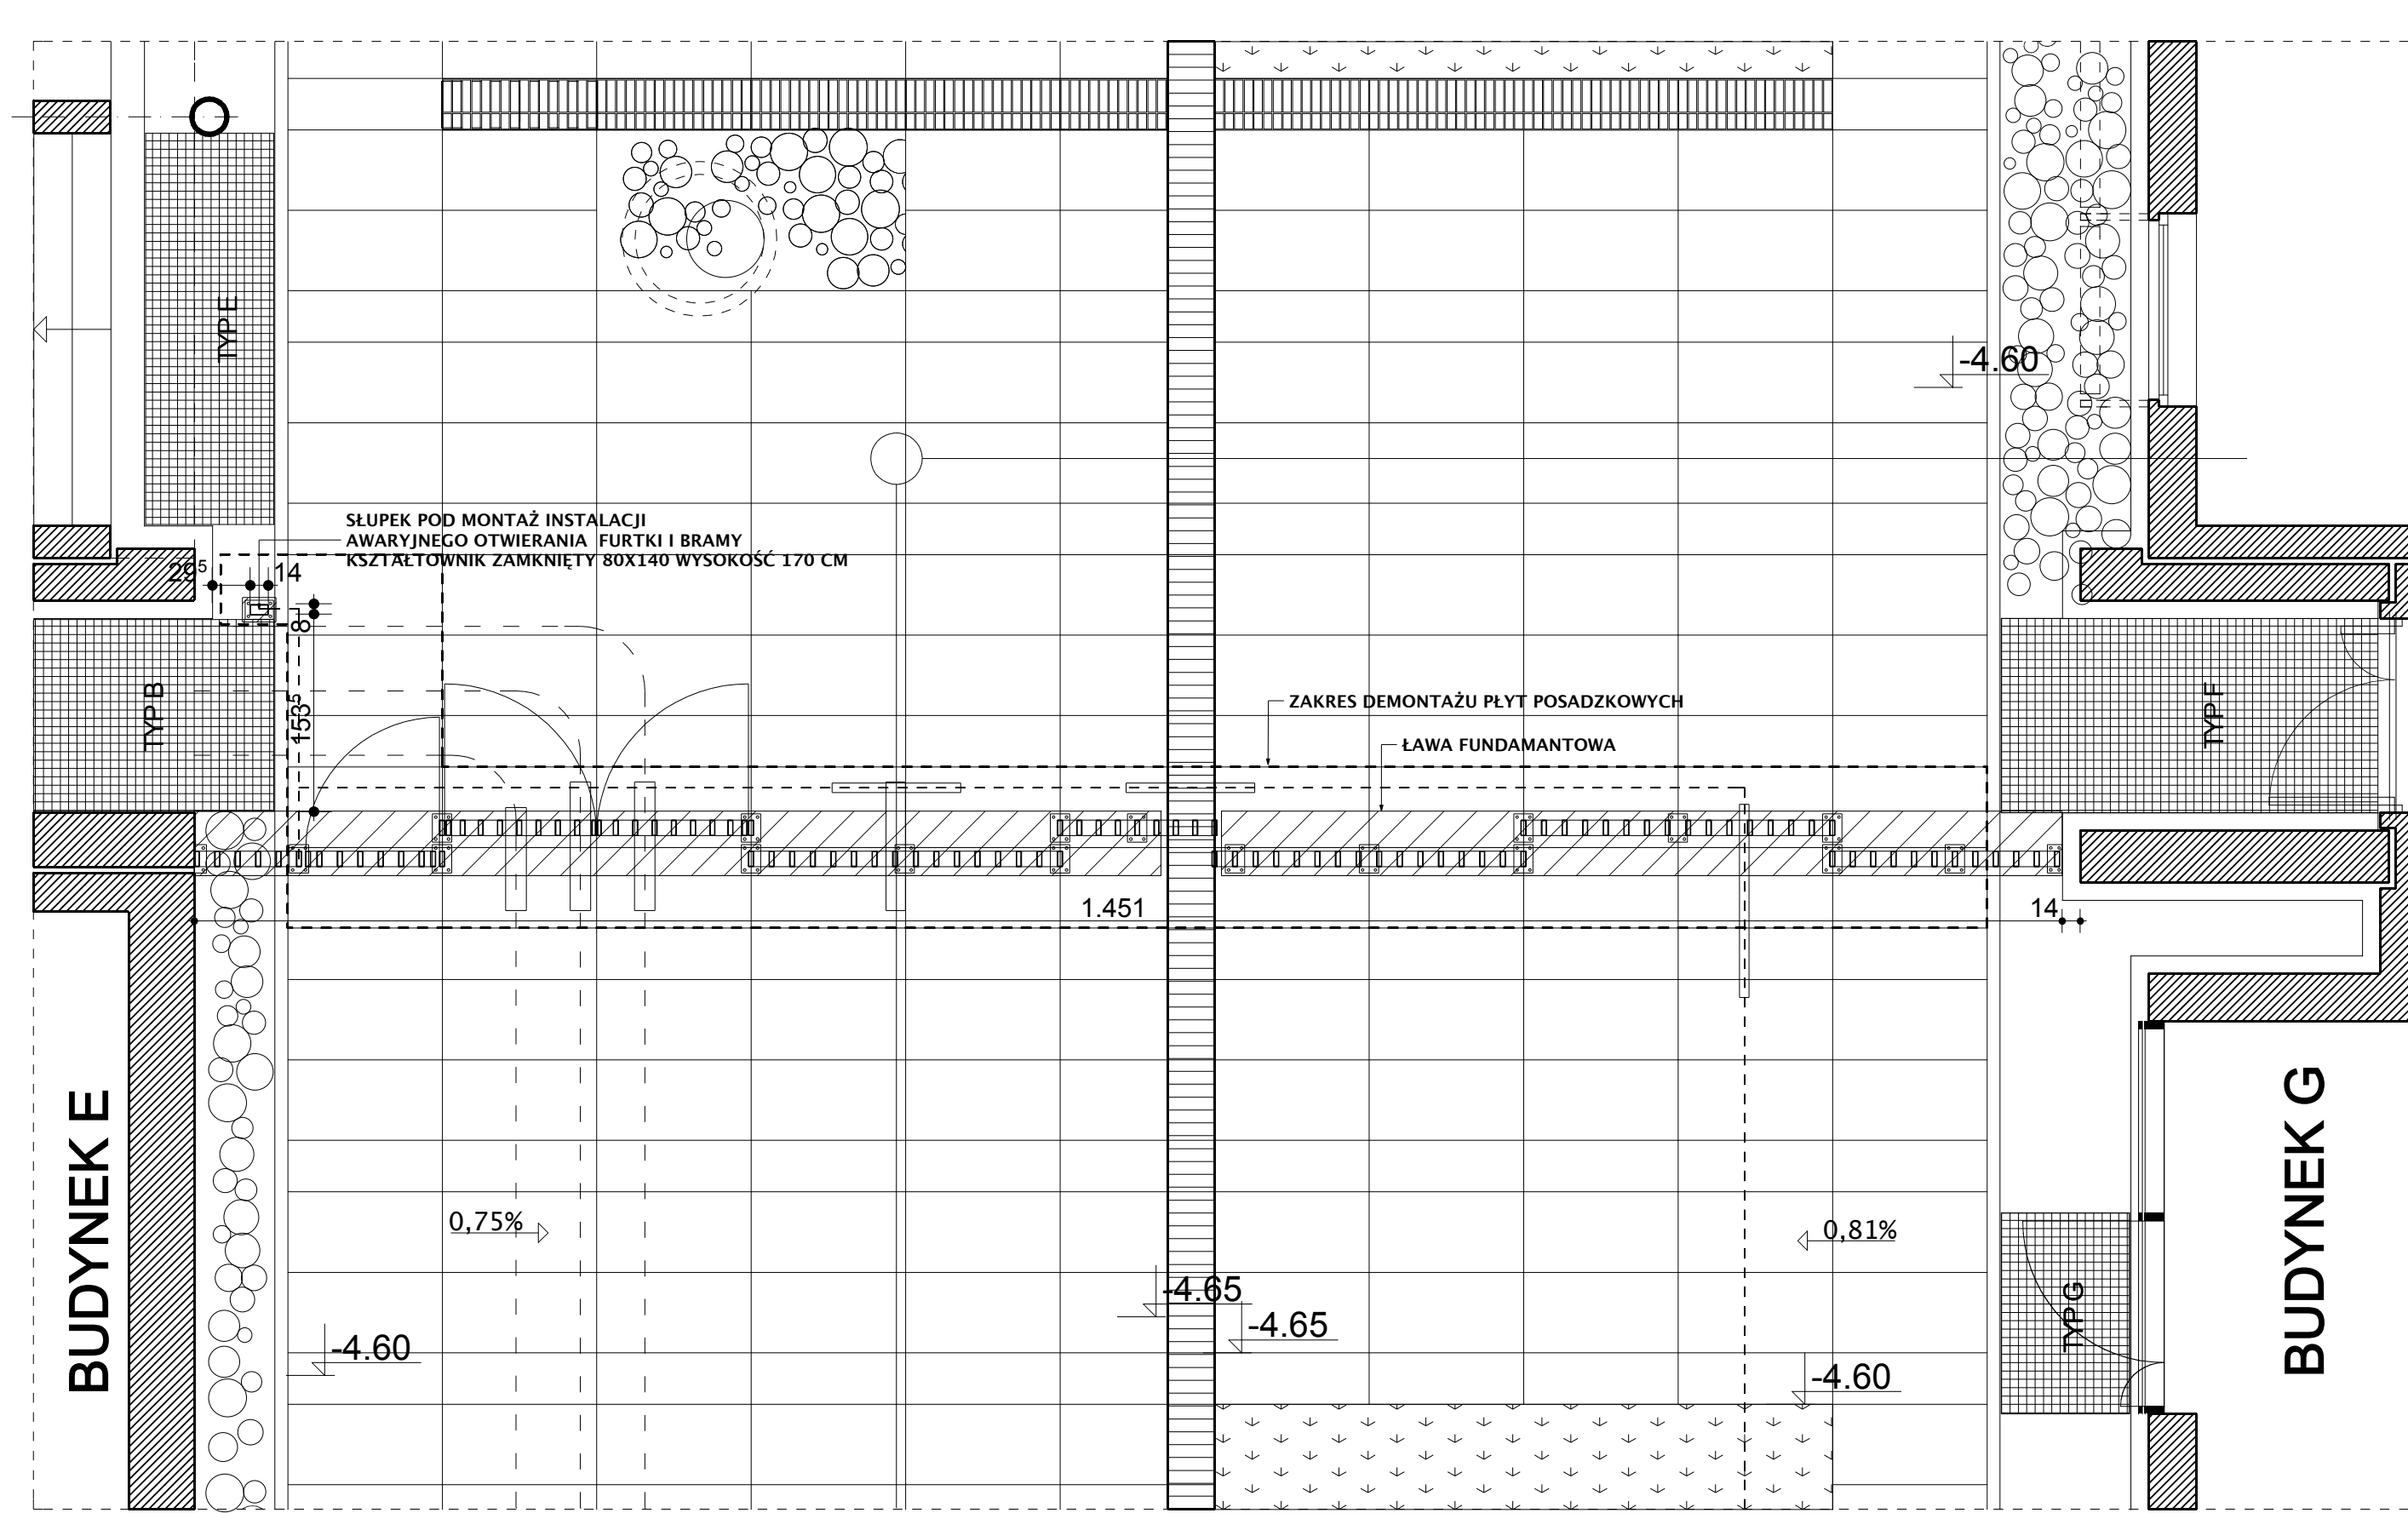 TYP E
-4.60
SŁUPEK POD MONTAŻ INSTALACJI
AWARYJNEGO OTWIERANIA FURTKI I BRAMY
KSZTAŁTOWNIK ZAMKNIĘTY 80X140 WYSOKOŚĆ 170 CM
29⁵
14
8
153⁵
TYP B
TYP F
ZAKRES DEMONTAŻU PŁYT POSADZKOWYCH
ŁAWA FUNDAMANTOWA
1.451
14
BUDYNEK E
BUDYNEK G
0,75%
0,81%
-4.65
-4.65
TYP G
-4.60
-4.60